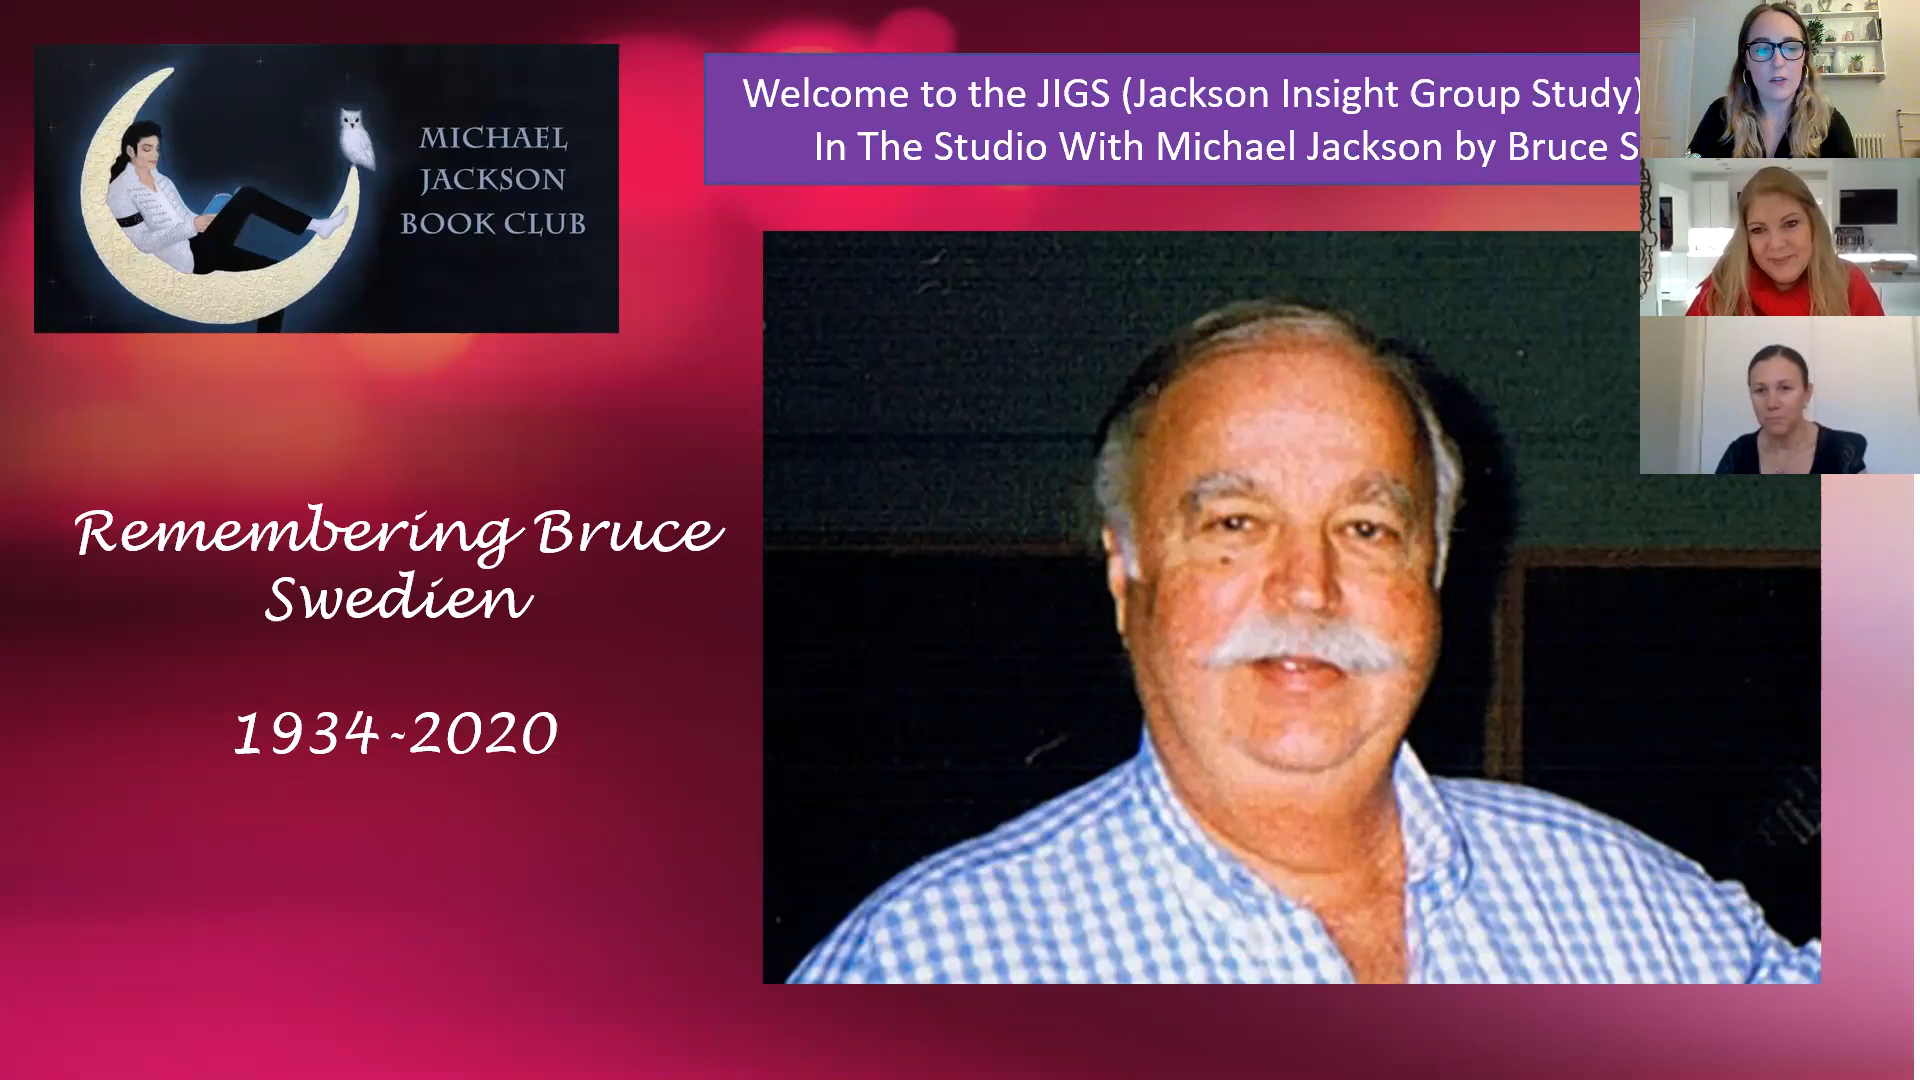 MICHAEL
JACKSON
BOOK CLUB
Welcome to the JIGS (Jackson Insight Group Study)
In The Studio With Michael Jackson by Bruce S
Remembering Bruce
Swedien
1934-2020